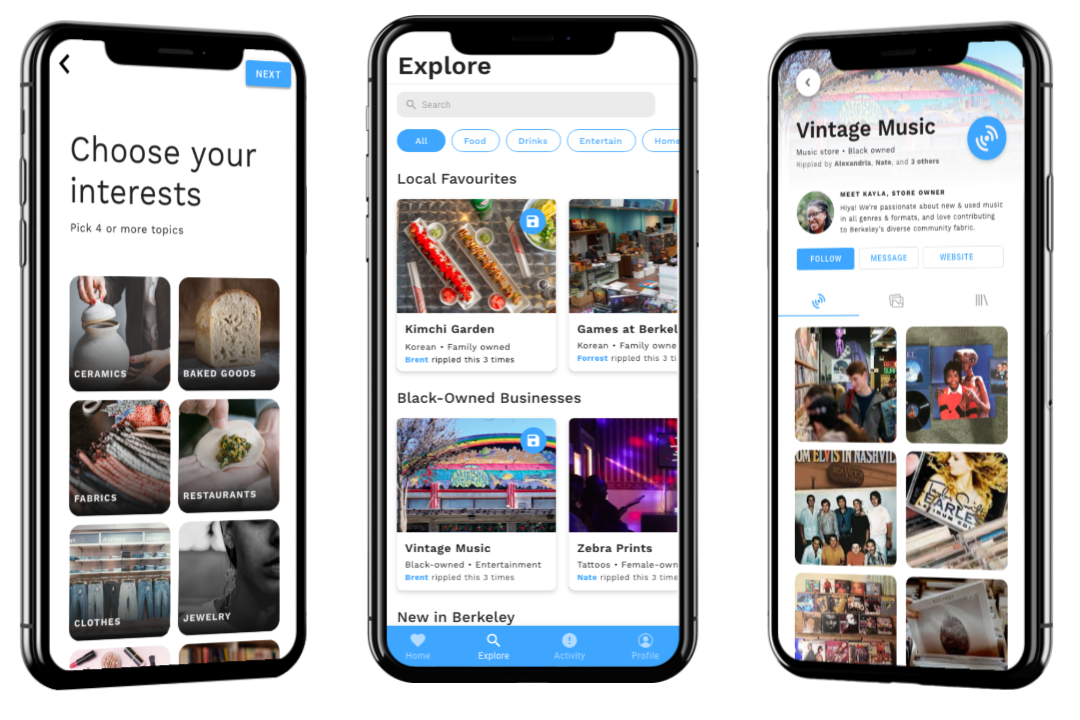 NEXT
Choose your
interests
Pick 4 or more topics
CERAMICS
BAKED GOODS
FABRICS
RESTAURANTS
CLOTHES
JEWELRY
Explore
Search
All
Food
Drinks
Entertain
Home
Local Favourites
Kimchi Garden
Korean • Family owned
Brent rippled this 3 times
Games at Berkel
Korean • Family owne
Forrest rippled this 3 ti
Black-Owned Businesses
Vintage Music
Black-owned • Entertainment
Brent rippled this 3 times
Zebra Prints
Tattoos • Female-own
Nate rippled this 3 time
New in Berkeley
Home
Explore
Activity
Profile
Vintage Music
Music store • Black owned
Rippled by Alexandria, Nate, and 3 others
MEET KAYLA, STORE OWNER
Hiya! We're passionate about new & used music
in all genres & formats, and love contributing
to Berkeley's diverse community fabric.
FOLLOW
MESSAGE
WEBSITE
OM ELVIS IN NASHVIL
Taylor Swift
PLATINUM